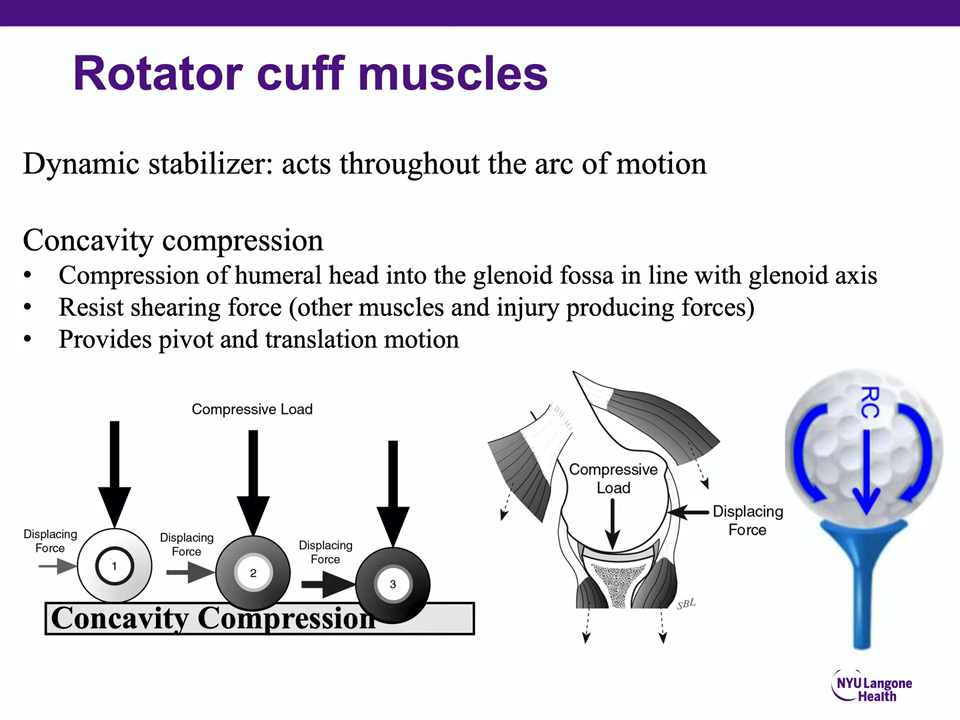 Rotator cuff muscles
Dynamic stabilizer: acts throughout the arc of motion
Concavity compression
• Compression of humeral head into the glenoid fossa in line with glenoid axis
• Resist shearing force (other muscles and injury producing forces)
• Provides pivot and translation motion
Compressive Load
Displacing
Force
1
Displacing
Force
2
Displacing
Force
3
Concavity Compression
Compressive
Load
Displacing
Force
SBL
RC
NYU Langone
Health